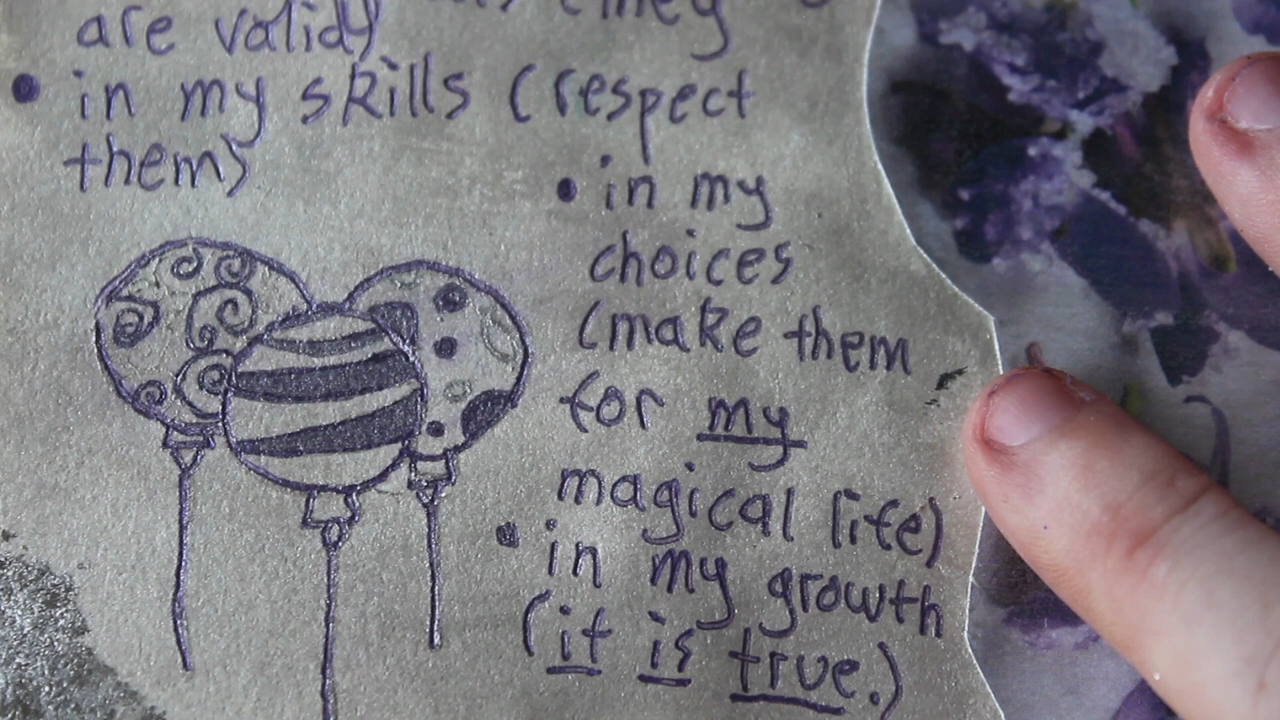 (they
are valid)
• in my skills (respect
them)
• in my
choices
(make them
for my
magical life)
• in my growth
(it is true.)